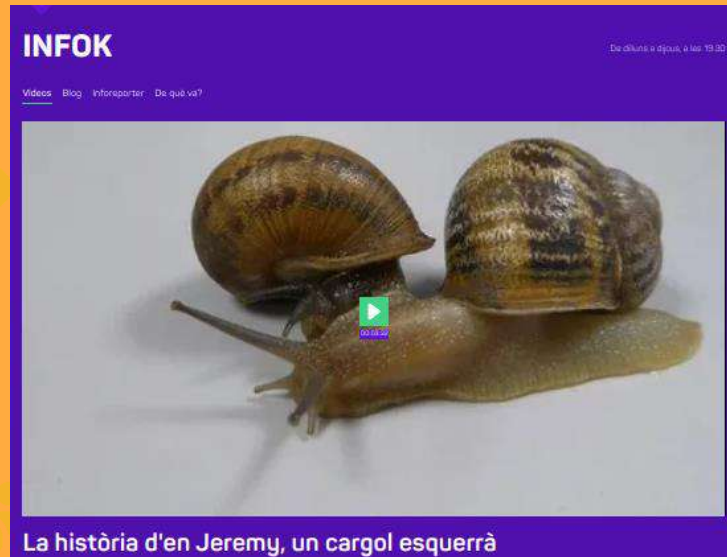 INFOK
De dilluns a dijous, a les 19.30
Vídeos Blog Inforeporter De què va?
La història d'en Jeremy, un cargol esquerrà